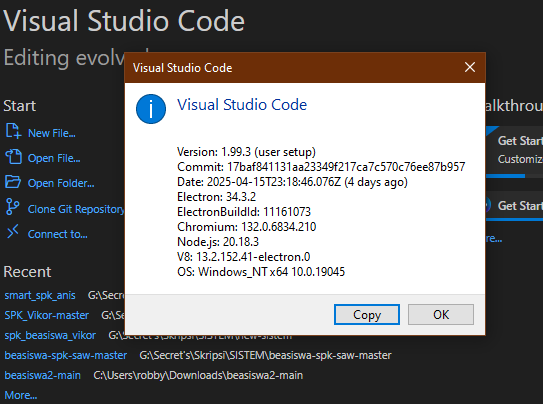 Visual Studio Code
Editing evolved
Visual Studio Code
Visual Studio Code
Version: 1.99.3 (user setup)
Commit: 17baf841131aa23349f217ca7c570c76ee87b957
Date: 2025-04-15T23:18:46.076Z (4 days ago)
Electron: 34.3.2
ElectronBuildId: 11161073
Chromium: 132.0.6834.210
Node.js: 20.18.3
V8: 13.2.152.41-electron.0
OS: Windows_NT x64 10.0.19045
Copy
OK
Start
New File...
Open File...
Open Folder...
Clone Git Repository
Connect to...
Recent
smart_spk_anis G:\Secre
SPK_Vikor-master G:\Sec
spk_beasiswa_vikor G:\Secret's\Skripsi\SISTEM\new-sistem
beasiswa-spk-saw-master G:\Secret's\Skripsi\SISTEM\beasiswa-spk-saw-master
beasiswa2-main C:\Users\robby\Downloads\beasiswa2-main
More...
alkthrou
Get Start
Customize
Get Start
re...